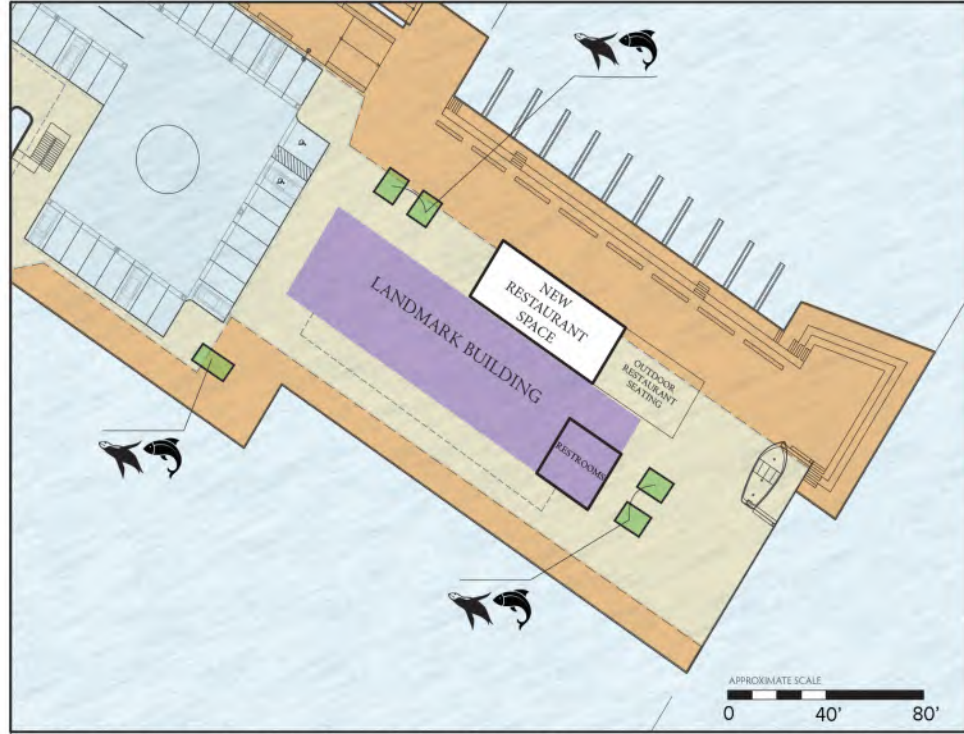 NEW
RESTAURANT
SPACE
LANDMARK BUILDING
OUTDOOR
RESTAURANT
SEATING
RESTROOMS
APPROXIMATE SCALE
0 40' 80'